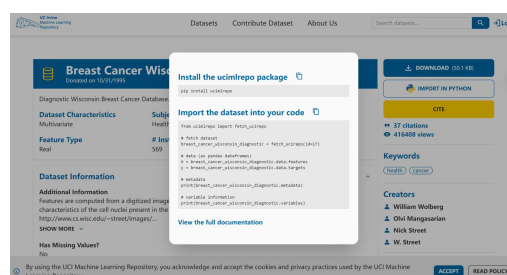 UC Irvine
Machine Learning
Repository
Datasets
Contribute Dataset
About Us
Search datasets...
Breast Cancer Wisc
Donated on 10/31/1995
Diagnostic Wisconsin Breast Cancer Database.
Dataset Characteristics
Subje
Multivariate
Health
Feature Type
# Inst
Real
569
Dataset Information
Additional Information
Features are computed from a digitized image
characteristics of the cell nuclei present in the
http://www.cs.wisc.edu/~street/images/...
SHOW MORE
Has Missing Values?
No
Install the ucimlrepo package
pip install ucimlrepo
Import the dataset into your code
from ucimlrepo import fetch_ucirepo
# fetch dataset
breast_cancer_wisconsin_diagnostic = fetch_ucirepo(id=17)
# data (as pandas dataframes)
X = breast_cancer_wisconsin_diagnostic.data.features
y = breast_cancer_wisconsin_diagnostic.data.targets
# metadata
print(breast_cancer_wisconsin_diagnostic.metadata)
# variable information
print(breast_cancer_wisconsin_diagnostic.variables)
View the full documentation
DOWNLOAD (50.1 KB)
IMPORT IN PYTHON
CITE
37 citations
416408 views
Keywords
health
cancer
Creators
William Wolberg
Olvi Mangasarian
Nick Street
W. Street
By using the UCI Machine Learning Repository, you acknowledge and accept the cookies and privacy practices used by the UCI Machine
ACCEPT
READ POLICY